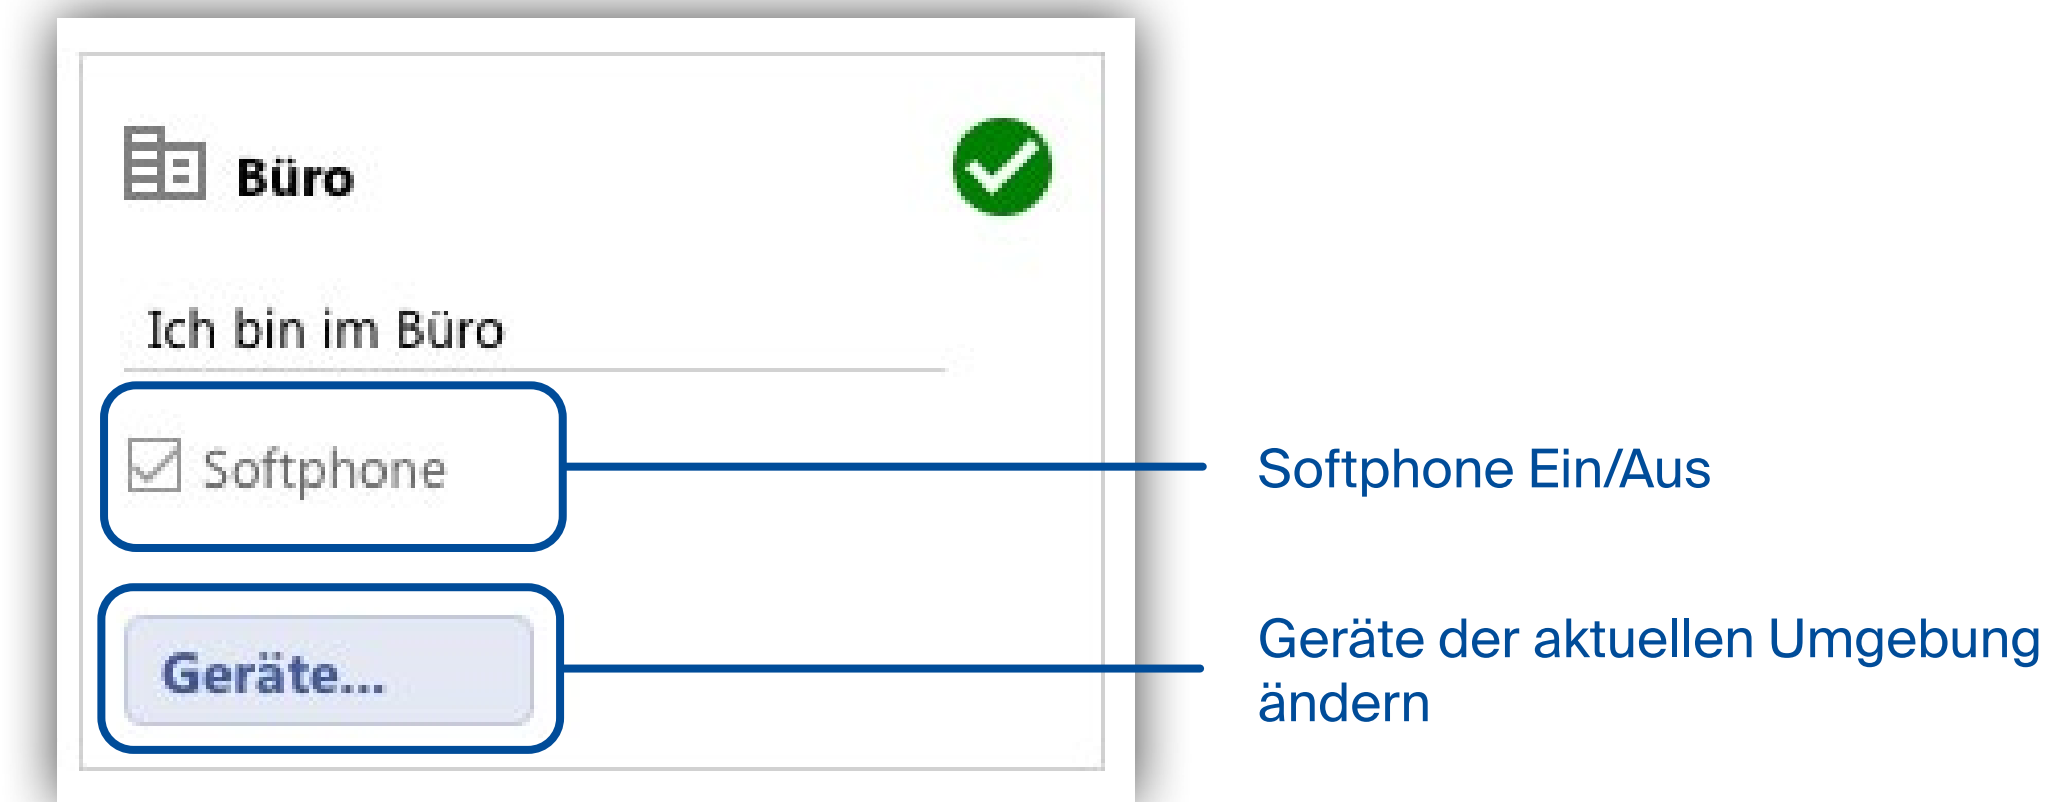 Büro
Ich bin im Büro
Softphone
Softphone Ein/Aus
Geräte...
Geräte der aktuellen Umgebung
ändern